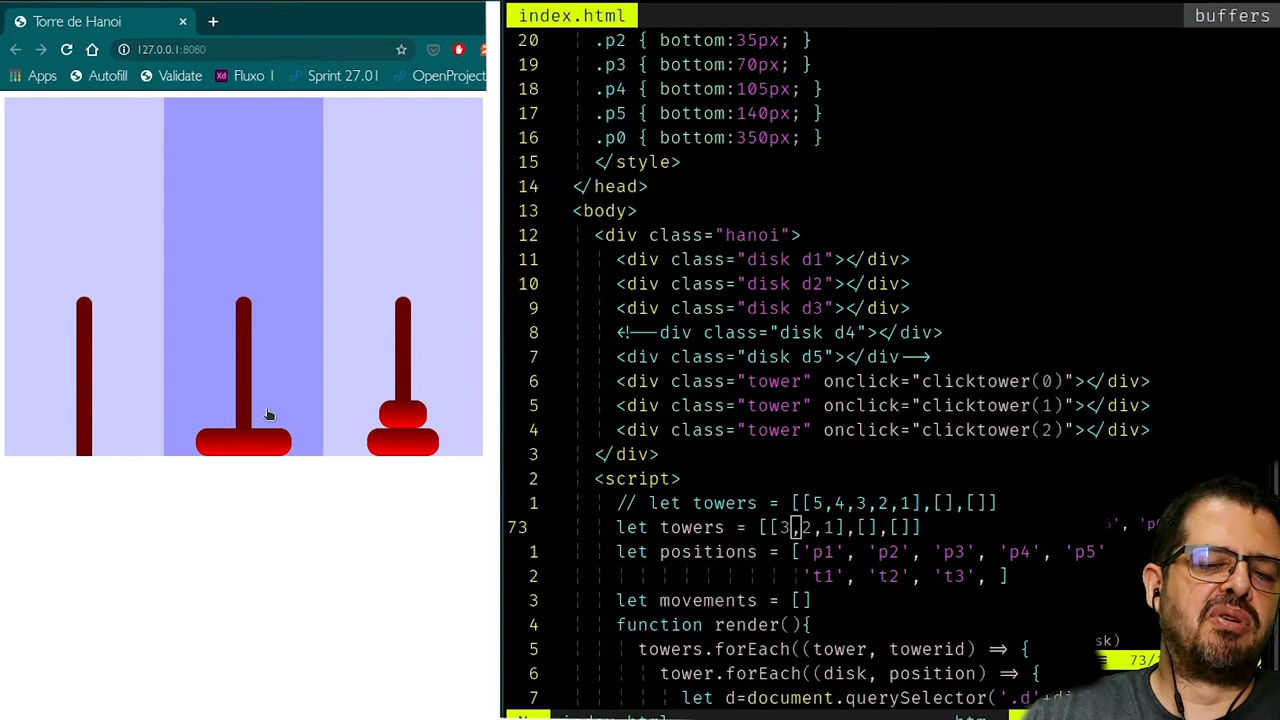 Torre de Hanoi
127.0.0.1:8080
Apps Autofill Validate Xd Fluxo I Sprint 27.01 OpenProject
index.html buffers
20 .p2 { bottom:35px; }
19 .p3 { bottom:70px; }
18 .p4 { bottom:105px; }
17 .p5 { bottom:140px; }
16 .p0 { bottom:350px; }
15 </style>
14 </head>
13 <body>
12 <div class="hanoi">
11 <div class="disk d1"></div>
10 <div class="disk d2"></div>
9 <div class="disk d3"></div>
8 <!--div class="disk d4"></div>
7 <div class="disk d5"></div-->
6 <div class="tower" onclick="clicktower(0)"></div>
5 <div class="tower" onclick="clicktower(1)"></div>
4 <div class="tower" onclick="clicktower(2)"></div>
3 </div>
2 <script>
1 // let towers = [[5,4,3,2,1],[],[]]
73 let towers = [[3,2,1],[],[]]
1 let positions = ['p1', 'p2', 'p3', 'p4', 'p5'
2 't1', 't2', 't3', ]
3 let movements = []
4 function render(){
5 towers.forEach((tower, towerid) => {
6 tower.forEach((disk, position) => {
7 let d=document.querySelector('.d'
sk)
73/